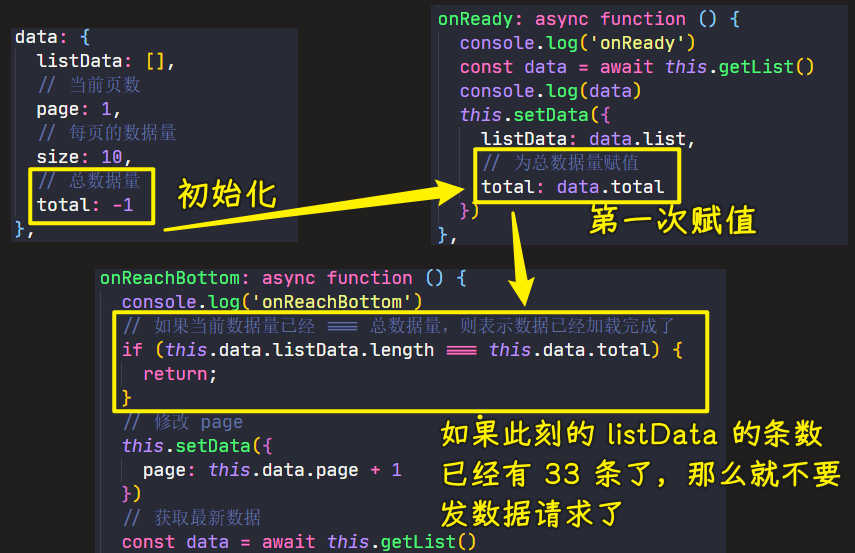 data: {
listData: [],
// 当前页数
page: 1,
// 每页的数据量
size: 10,
// 总数据量
total: -1
},
初始化
onReady: async function () {
console.log('onReady')
const data = await this.getList()
console.log(data)
this.setData({
listData: data.list,
// 为总数据量赋值
total: data.total
})
},
第一次赋值
onReachBottom: async function () {
console.log('onReachBottom')
// 如果当前数据量已经 === 总数据量，则表示数据已经加载完成了
if (this.data.listData.length === this.data.total) {
return;
}
// 修改 page
this.setData({
page: this.data.page + 1
})
// 获取最新数据
const data = await this.getList()
如果此刻的 listData 的条数
已经有 33 条了，那么就不要
发数据请求了